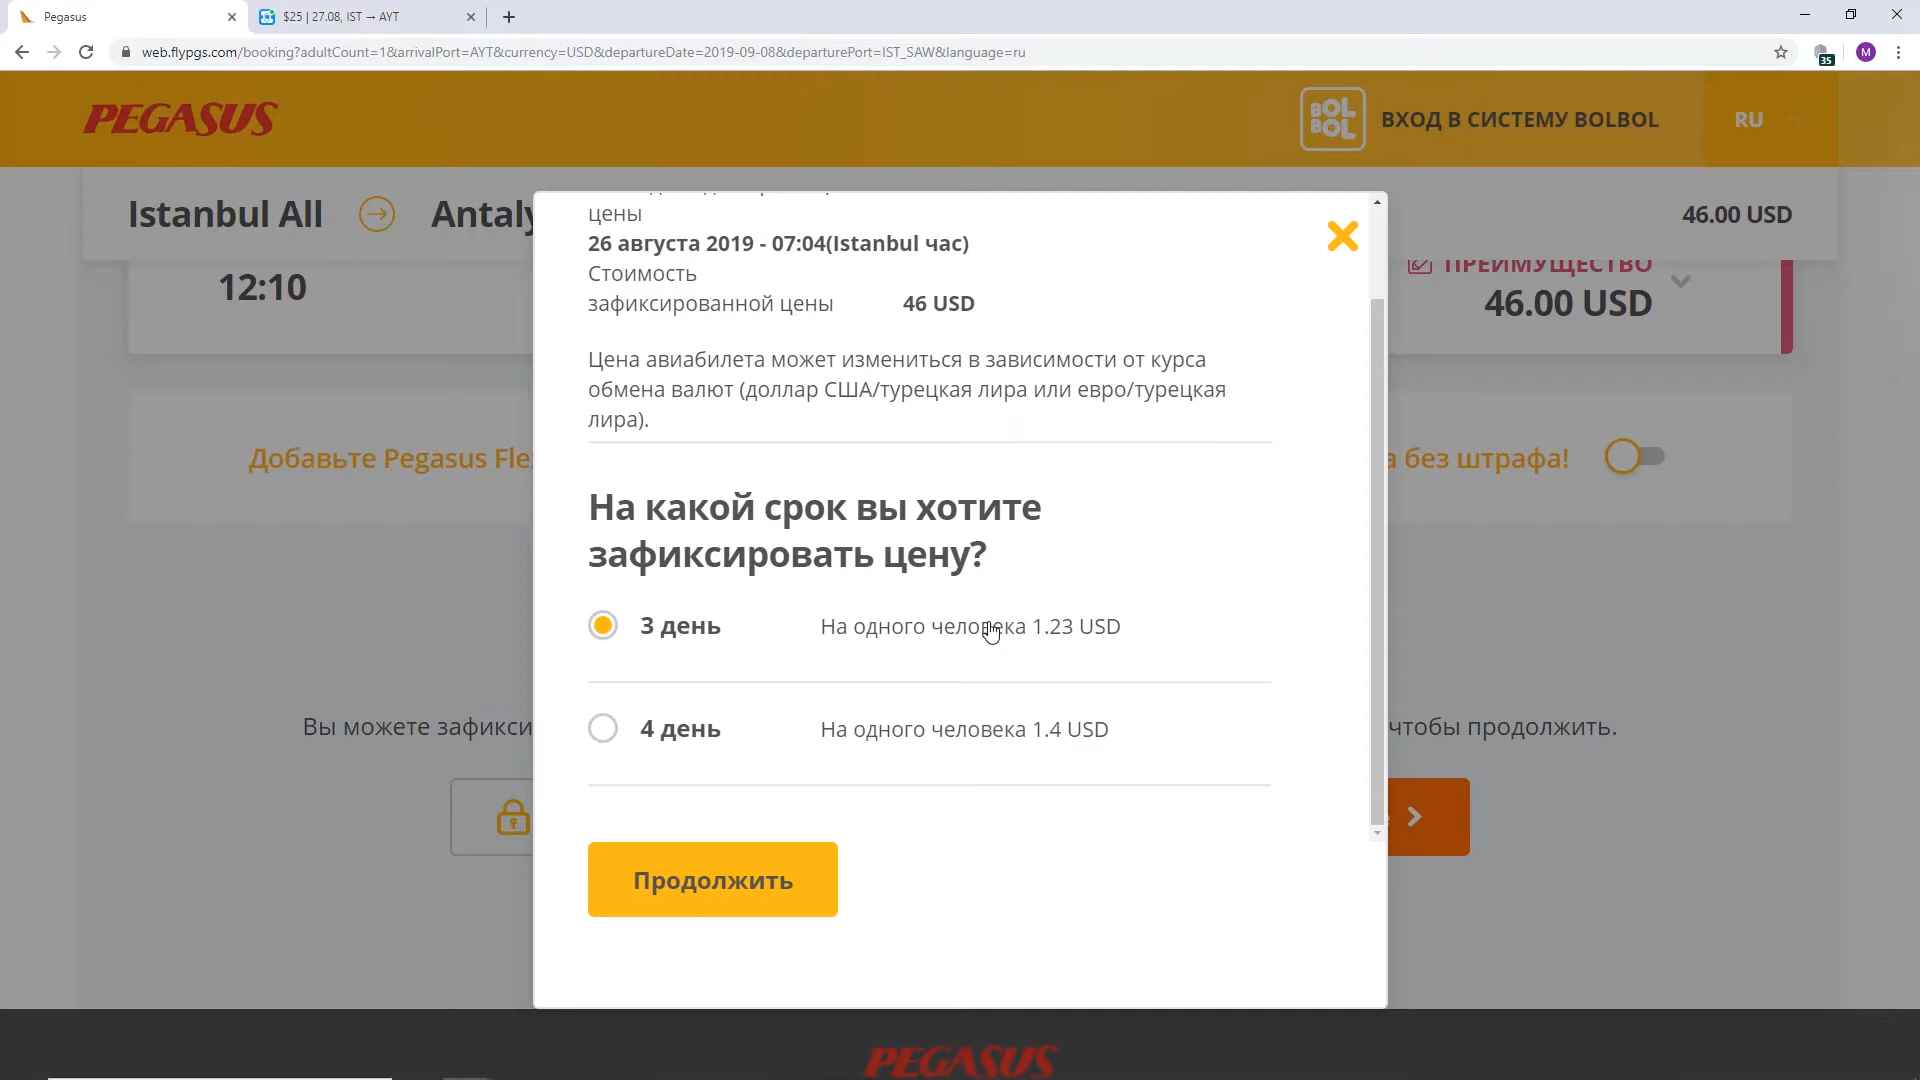 Pegasus
$25 | 27.08, IST → AYT
web.flypgs.com/booking?adultCount=1&arrivalPort=AYT&currency=USD&departureDate=2019-09-08&departurePort=IST_SAW&language=ru
35
M
PEGASUS
BOL BOL
ВХОД В СИСТЕМУ BOLBOL
RU
Istanbul All
Antaly
46.00 USD
12:10
ПРЕИМУЩЕСТВО
46.00 USD
цены
26 августа 2019 - 07:04(Istanbul час)
Стоимость
зафиксированной цены 46 USD
Цена авиабилета может измениться в зависимости от курса
обмена валют (доллар США/турецкая лира или евро/турецкая
лира).
Добавьте Pegasus Fle
а без штрафа!
На какой срок вы хотите
зафиксировать цену?
3 день На одного человека 1.23 USD
4 день На одного человека 1.4 USD
Вы можете зафикси
чтобы продолжить.
Продолжить
PEGASUS